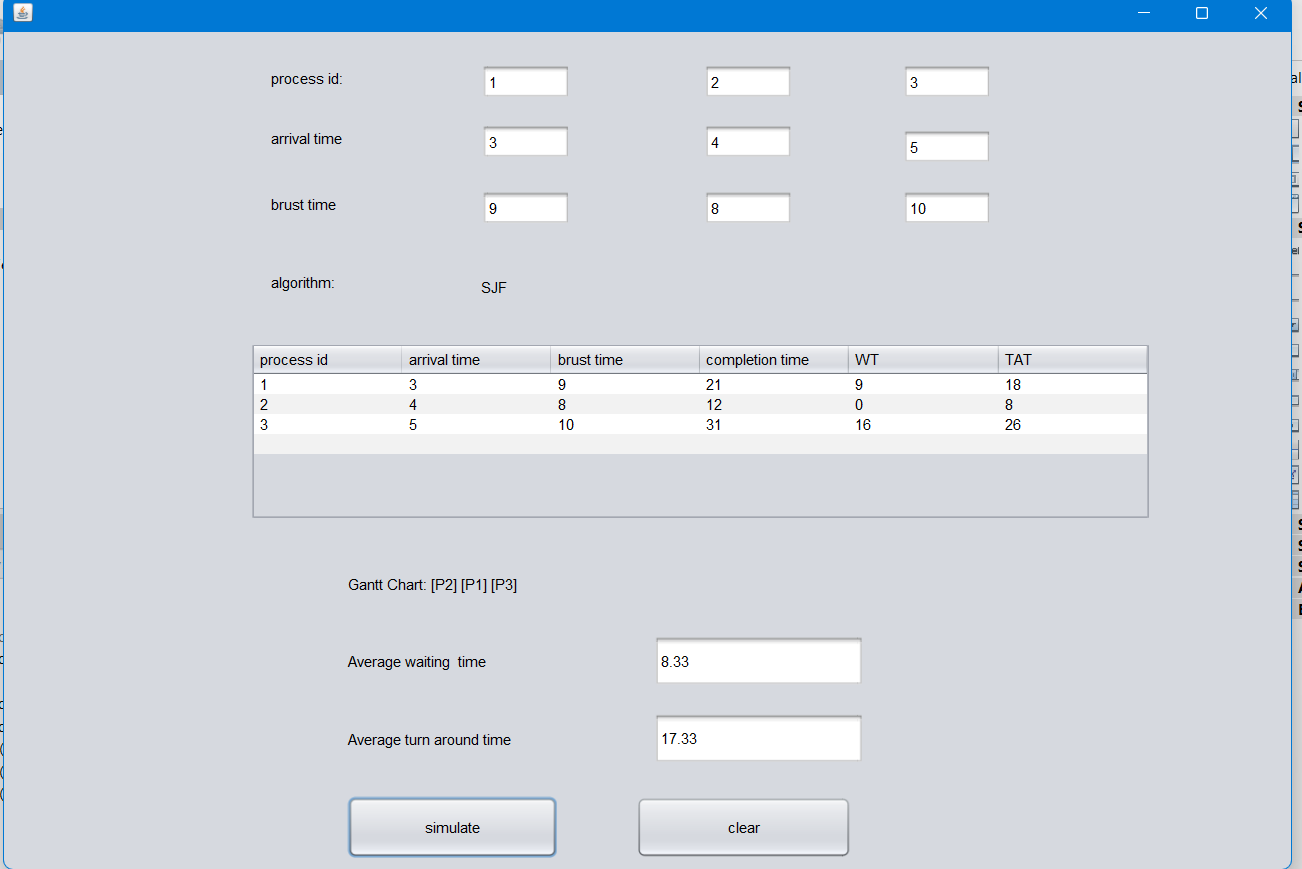 process id: 1 2 3
arrival time 3 4 5
brust time 9 8 10
algorithm: SJF
process id arrival time brust time completion time WT TAT
1 3 9 21 9 18
2 4 8 12 0 8
3 5 10 31 16 26
Gantt Chart: [P2] [P1] [P3]
Average waiting time 8.33
Average turn around time 17.33
simulate clear